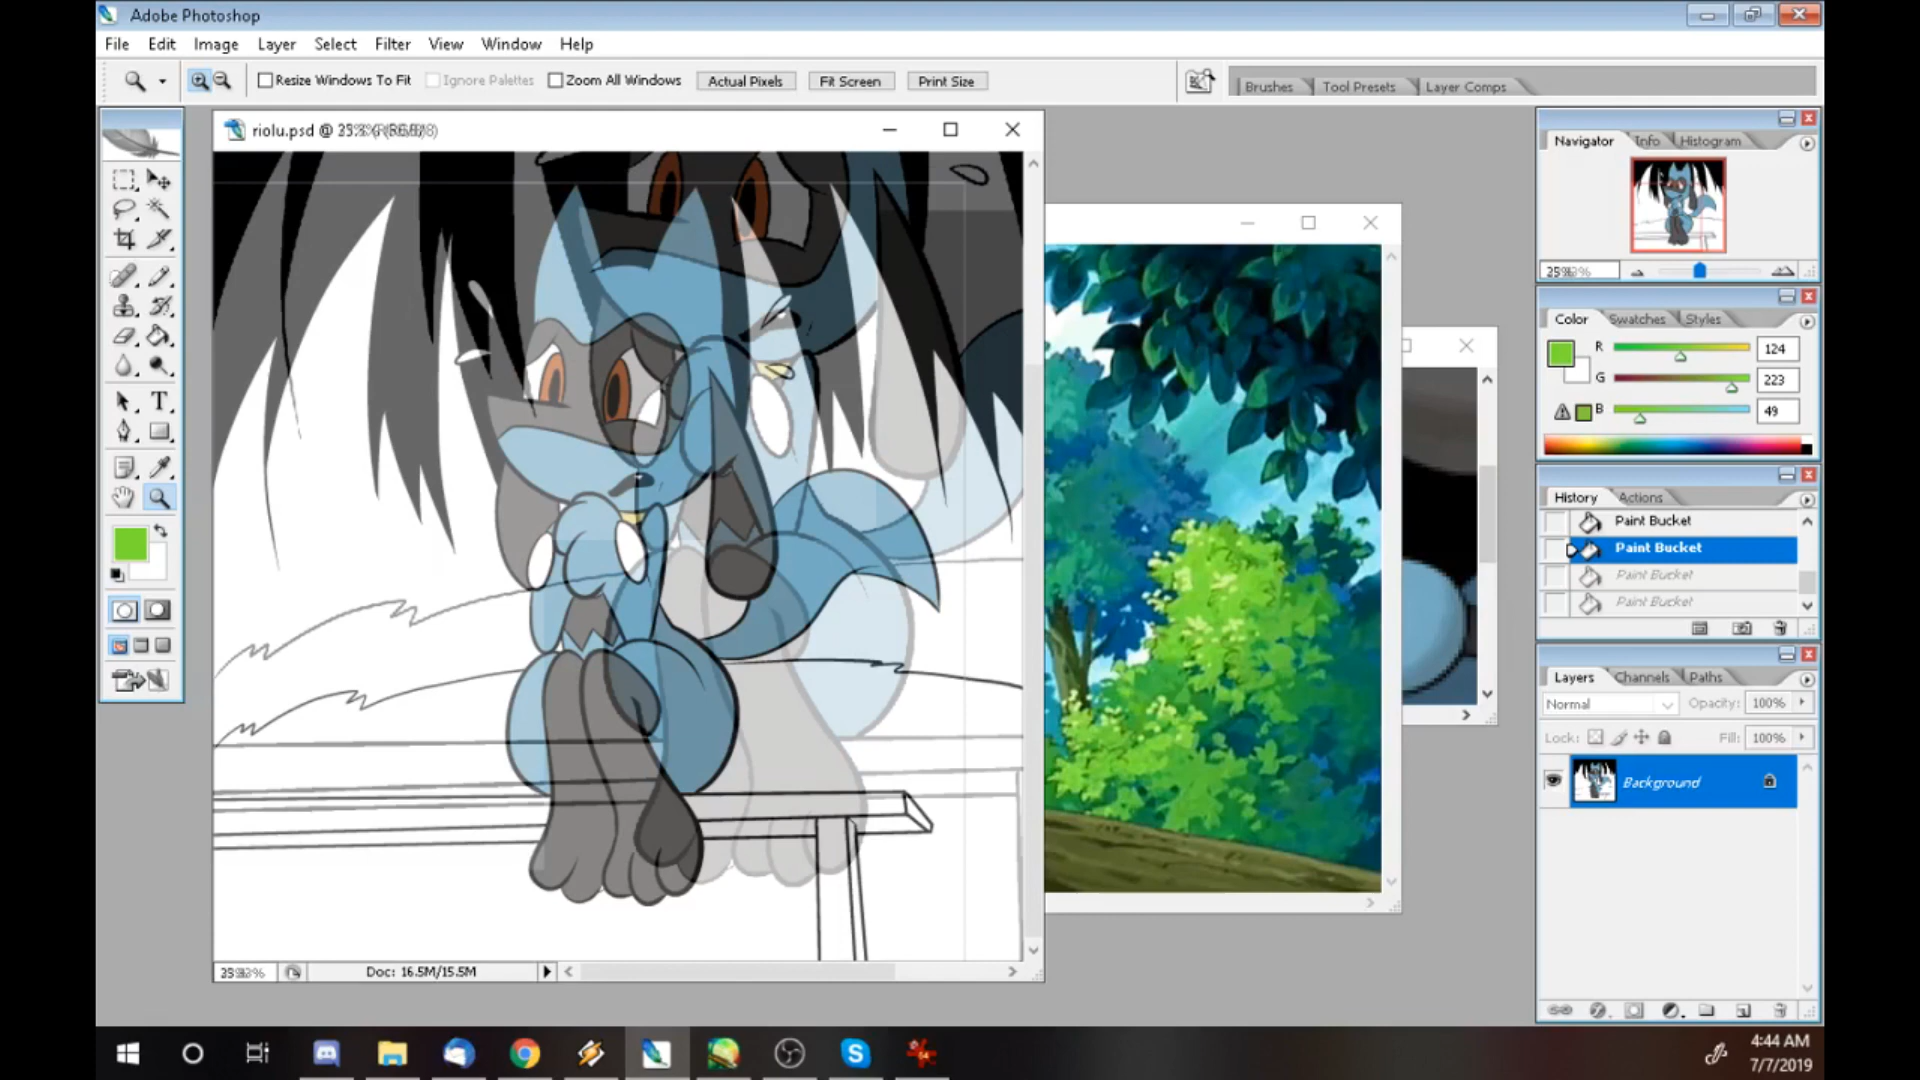 Adobe Photoshop
File Edit Image Layer Select Filter View Window Help
Resize Windows To Fit Ignore Palettes Zoom All Windows Actual Pixels Fit Screen Print Size Brushes Tool Presets Layer Comps
riolu.psd @
Navigator Info Histogram
Color Swatches Styles
R 124
G 223
B 49
History Actions
Paint Bucket
Paint Bucket
Paint Bucket
Paint Bucket
Layers Channels Paths
Normal Opacity: 100%
Lock: Fill: 100%
Background
Doc: 16.5M/15.5M
4:44 AM
7/7/2019